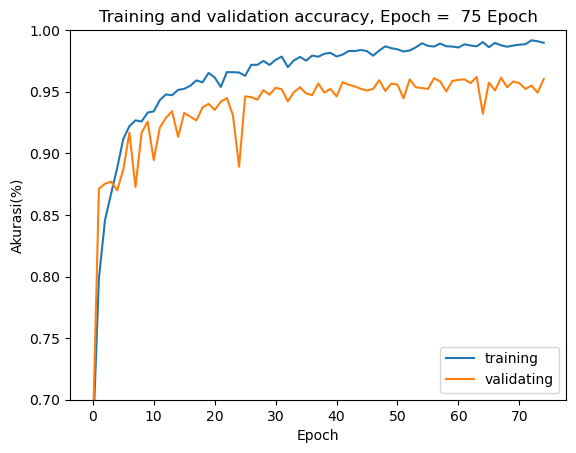 Training and validation accuracy, Epoch =  75 Epoch
Akurasi(%)
1.00
0.95
0.90
0.85
0.80
0.75
0.70
0 10 20 30 40 50 60 70
Epoch
training
validating